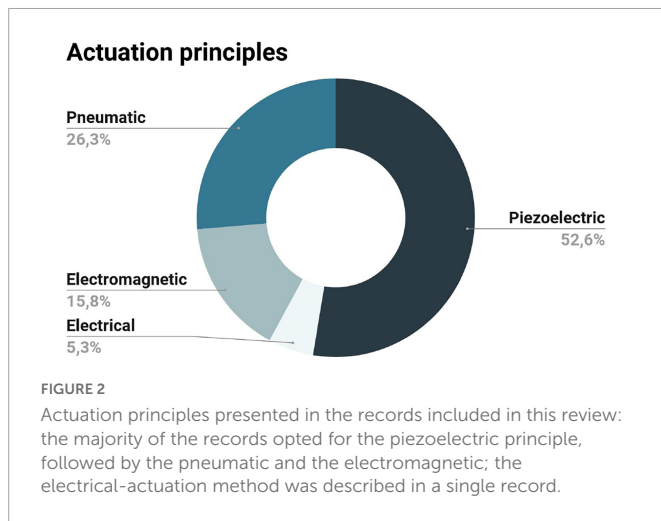 Actuation principles
Pneumatic
26,3%
Piezoelectric
52,6%
Electromagnetic
15,8%
Electrical
5,3%
FIGURE 2
Actuation principles presented in the records included in this review:
the majority of the records opted for the piezoelectric principle,
followed by the pneumatic and the electromagnetic; the
electrical-actuation method was described in a single record.